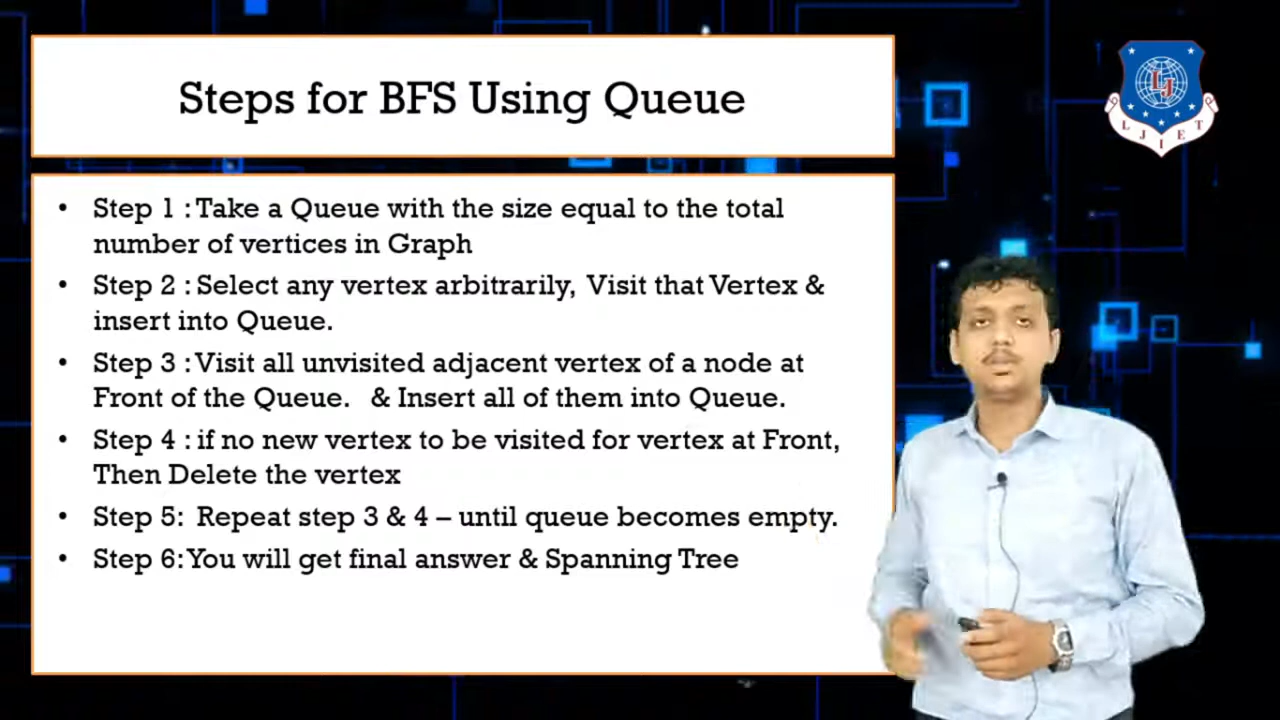 Steps for BFS Using Queue
• Step 1 : Take a Queue with the size equal to the total
number of vertices in Graph
• Step 2 : Select any vertex arbitrarily, Visit that Vertex &
insert into Queue.
• Step 3 : Visit all unvisited adjacent vertex of a node at
Front of the Queue. & Insert all of them into Queue.
• Step 4 : if no new vertex to be visited for vertex at Front,
Then Delete the vertex
• Step 5: Repeat step 3 & 4 – until queue becomes empty.
• Step 6: You will get final answer & Spanning Tree
LJ
LJIET